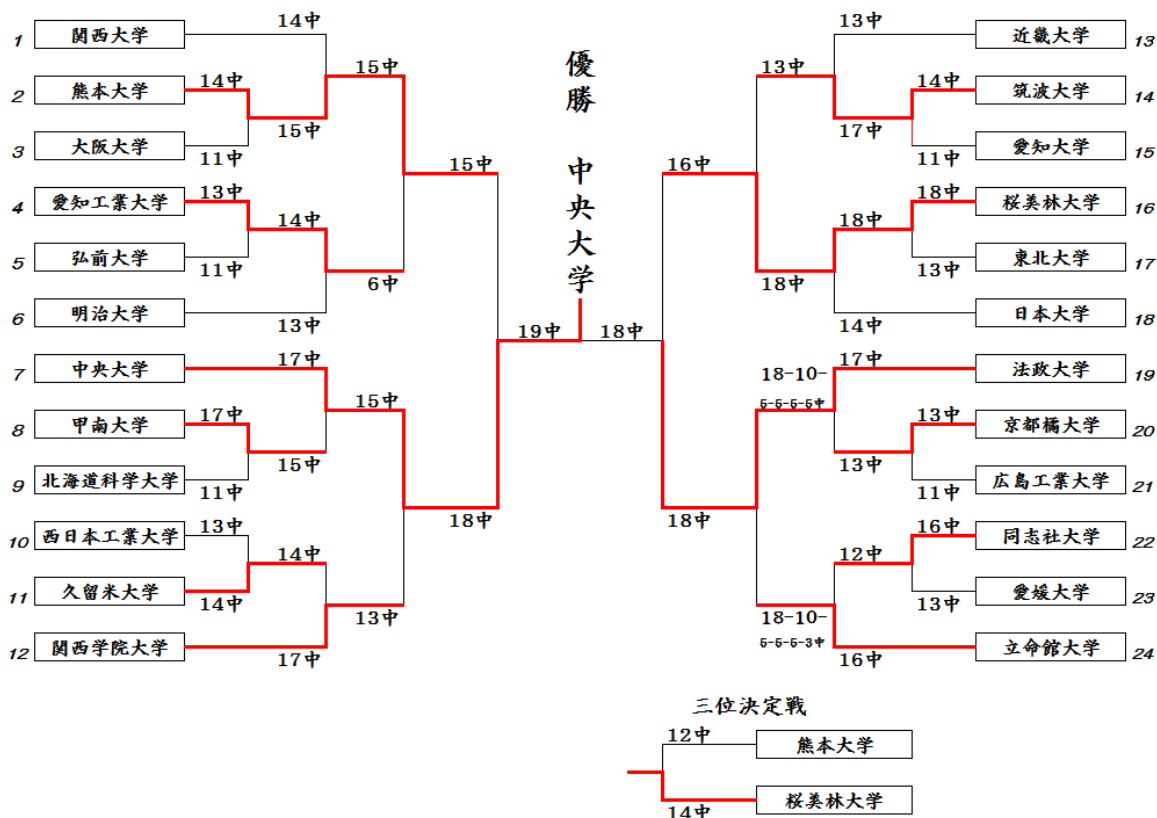 優勝 中央大学
1 関西大学 14中
2 熊本大学 14中
15中
15中
3 大阪大学 11中
4 愛知工業大学 13中
14中
5 弘前大学 11中
6中
6 明治大学 13中
15中
7 中央大学 17中
15中
8 甲南大学 17中
15中
9 北海道科学大学 11中
10 西日本工業大学 13中
14中
11 久留米大学 14中
13中
12 関西学院大学 17中
18中
19中
18中
13中 近畿大学 13
13中
14中 筑波大学 14
17中
11中 愛知大学 15
16中
18中 桜美林大学 16
18中
13中 東北大学 17
18中
14中 日本大学 18
17中 法政大学 19
18-10-
5-5-5-5中
13中 京都橘大学 20
13中
11中 広島工業大学 21
18中
16中 同志社大学 22
12中
13中 愛媛大学 23
18-10-
5-5-5-3中
16中 立命館大学 24
三位決定戦
12中 熊本大学
14中 桜美林大学